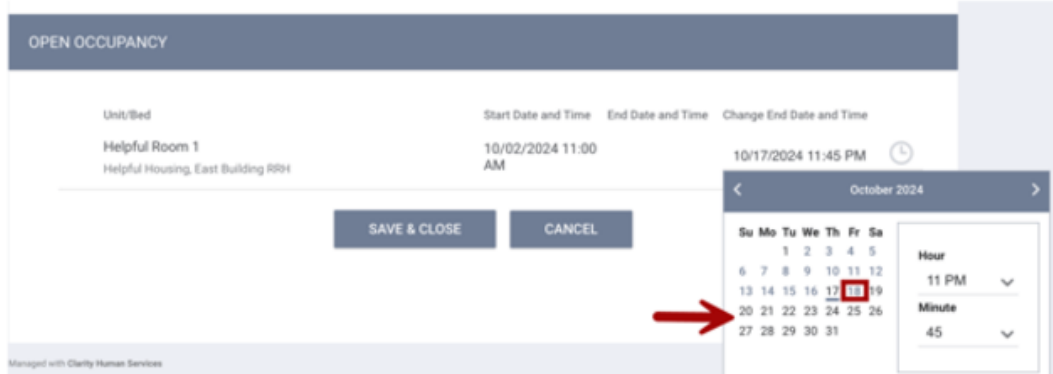 OPEN OCCUPANCY
Unit/Bed Start Date and Time End Date and Time Change End Date and Time
Helpful Room 1 10/02/2024 11:00 10/17/2024 11:45 PM
Helpful Housing, East Building RRH AM
October 2024
SAVE & CLOSE CANCEL
Su Mo Tu We Th Fr Sa
1 2 3 4 5
Hour
6 7 8 9 10 11 12
11 PM
13 14 15 16 17 18 19
Minute
20 21 22 23 24 25 26
45
27 28 29 30 31
Managed with Clarity Human Services